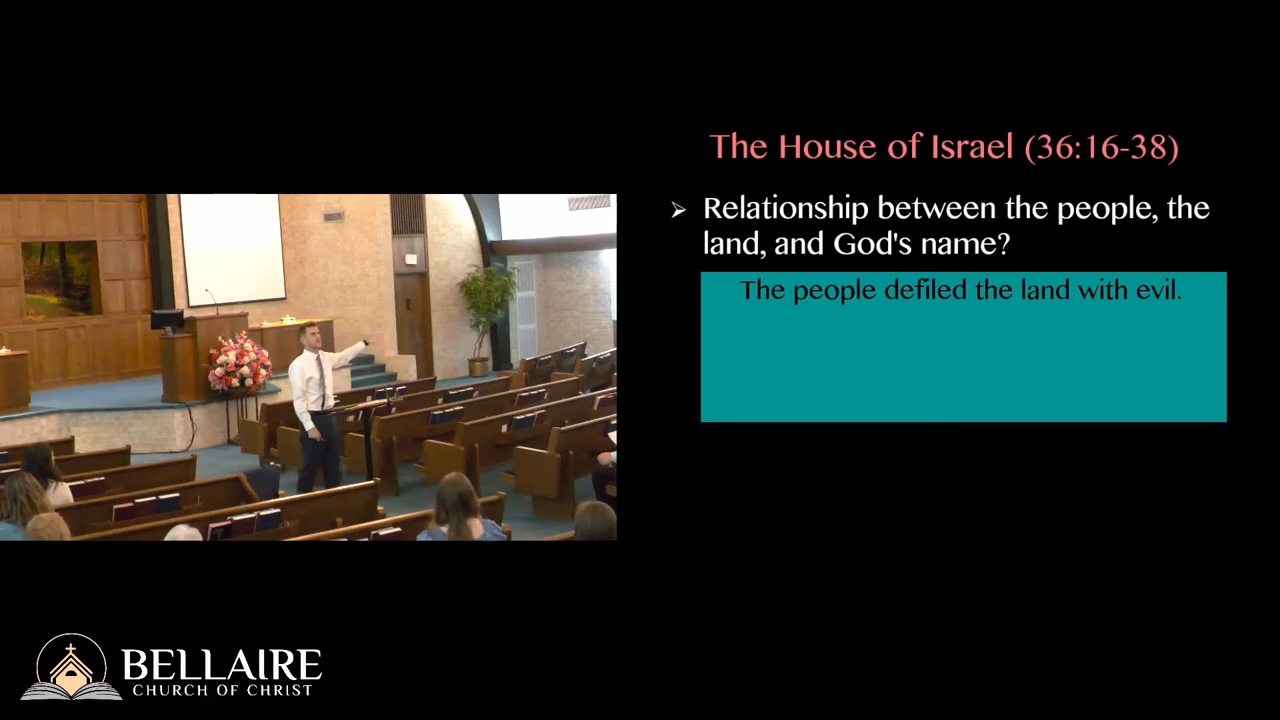 The House of Israel (36:16-38)
➢ Relationship between the people, the
land, and God's name?
The people defiled the land with evil.
BELLAIRE
CHURCH OF CHRIST